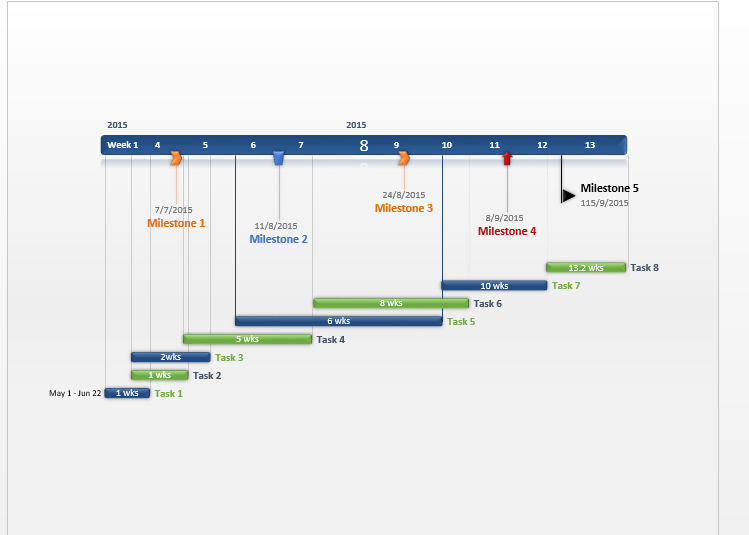 2015 2015
Week 1 4 5 6 7 8 9 10 11 12 13
7/7/2015
Milestone 1
11/8/2015
Milestone 2
24/8/2015
Milestone 3
8/9/2015
Milestone 4
Milestone 5
115/9/2015
13.2 wks Task 8
10 wks Task 7
8 wks Task 6
6 wks Task 5
5 wks Task 4
2wks Task 3
1 wks Task 2
May 1 - Jun 22 1 wks Task 1